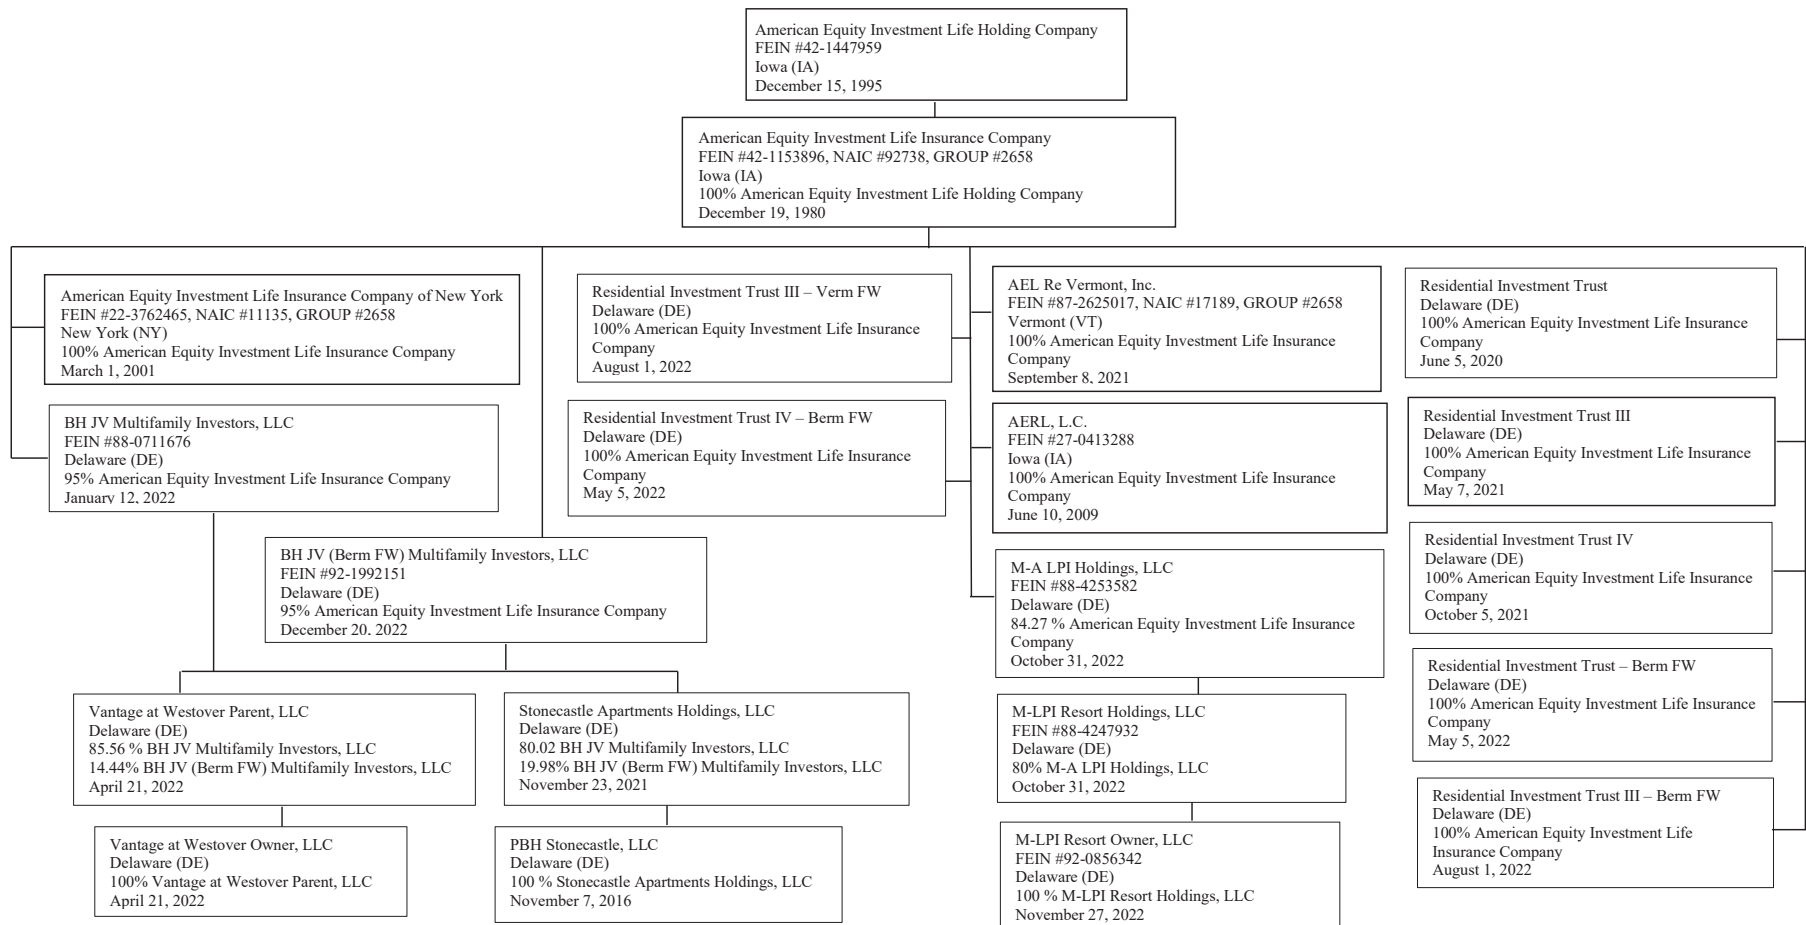 American Equity Investment Life Holding Company
FEIN #42-1447959
Iowa (IA)
December 15, 1995
American Equity Investment Life Insurance Company
FEIN #42-1153896, NAIC #92738, GROUP #2658
Iowa (IA)
100% American Equity Investment Life Holding Company
December 19, 1980
American Equity Investment Life Insurance Company of New York
FEIN #22-3762465, NAIC #11135, GROUP #2658
New York (NY)
100% American Equity Investment Life Insurance Company
March 1, 2001
BH JV Multifamily Investors, LLC
FEIN #88-0711676
Delaware (DE)
95% American Equity Investment Life Insurance Company
January 12, 2022
BH JV (Berm FW) Multifamily Investors, LLC
FEIN #92-1992151
Delaware (DE)
95% American Equity Investment Life Insurance Company
December 20, 2022
Vantage at Westover Parent, LLC
Delaware (DE)
85.56 % BH JV Multifamily Investors, LLC
14.44% BH JV (Berm FW) Multifamily Investors, LLC
April 21, 2022
Vantage at Westover Owner, LLC
Delaware (DE)
100% Vantage at Westover Parent, LLC
April 21, 2022
Stonecastle Apartments Holdings, LLC
Delaware (DE)
80.02 BH JV Multifamily Investors, LLC
19.98% BH JV (Berm FW) Multifamily Investors, LLC
November 23, 2021
PBH Stonecastle, LLC
Delaware (DE)
100 % Stonecastle Apartments Holdings, LLC
November 7, 2016
Residential Investment Trust III – Verm FW
Delaware (DE)
100% American Equity Investment Life Insurance
Company
August 1, 2022
Residential Investment Trust IV – Berm FW
Delaware (DE)
100% American Equity Investment Life Insurance
Company
May 5, 2022
AEL Re Vermont, Inc.
FEIN #87-2625017, NAIC #17189, GROUP #2658
Vermont (VT)
100% American Equity Investment Life Insurance
Company
September 8, 2021
AERL, L.C.
FEIN #27-0413288
Iowa (IA)
100% American Equity Investment Life Insurance
Company
June 10, 2009
M-A LPI Holdings, LLC
FEIN #88-4253582
Delaware (DE)
84.27 % American Equity Investment Life Insurance
Company
October 31, 2022
M-LPI Resort Holdings, LLC
FEIN #88-4247932
Delaware (DE)
80% M-A LPI Holdings, LLC
October 31, 2022
M-LPI Resort Owner, LLC
FEIN #92-0856342
Delaware (DE)
100 % M-LPI Resort Holdings, LLC
November 27, 2022
Residential Investment Trust
Delaware (DE)
100% American Equity Investment Life Insurance
Company
June 5, 2020
Residential Investment Trust III
Delaware (DE)
100% American Equity Investment Life Insurance
Company
May 7, 2021
Residential Investment Trust IV
Delaware (DE)
100% American Equity Investment Life Insurance
Company
October 5, 2021
Residential Investment Trust – Berm FW
Delaware (DE)
100% American Equity Investment Life Insurance
Company
May 5, 2022
Residential Investment Trust III – Berm FW
Delaware (DE)
100% American Equity Investment Life
Insurance Company
August 1, 2022